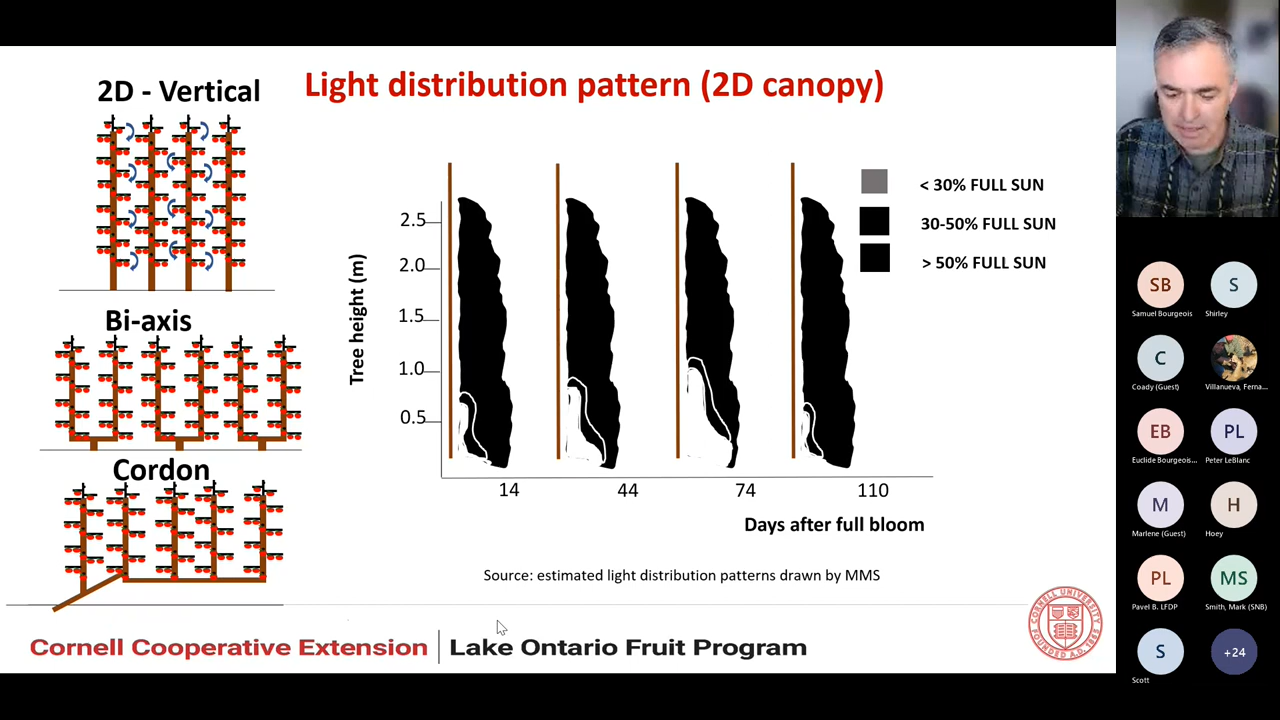 2D - Vertical
Light distribution pattern (2D canopy)
< 30% FULL SUN
30-50% FULL SUN
> 50% FULL SUN
Tree height (m)
2.5
2.0
1.5
1.0
0.5
14
44
74
110
Days after full bloom
Bi-axis
Cordon
Source: estimated light distribution patterns drawn by MMS
Cornell Cooperative Extension | Lake Ontario Fruit Program
SB
Samuel Bourgeois
S
Shirley
C
Coady (Guest)
Villanueva, Ferna...
EB
Euclide Bourgeois...
PL
Peter LeBlanc
M
Marlene (Guest)
H
Hoey
PL
Pavel B. LFDP
MS
Smith, Mark (SNB)
S
Scott
+24
CORNELL UNIVERSITY
FOUNDED A.D. 1865